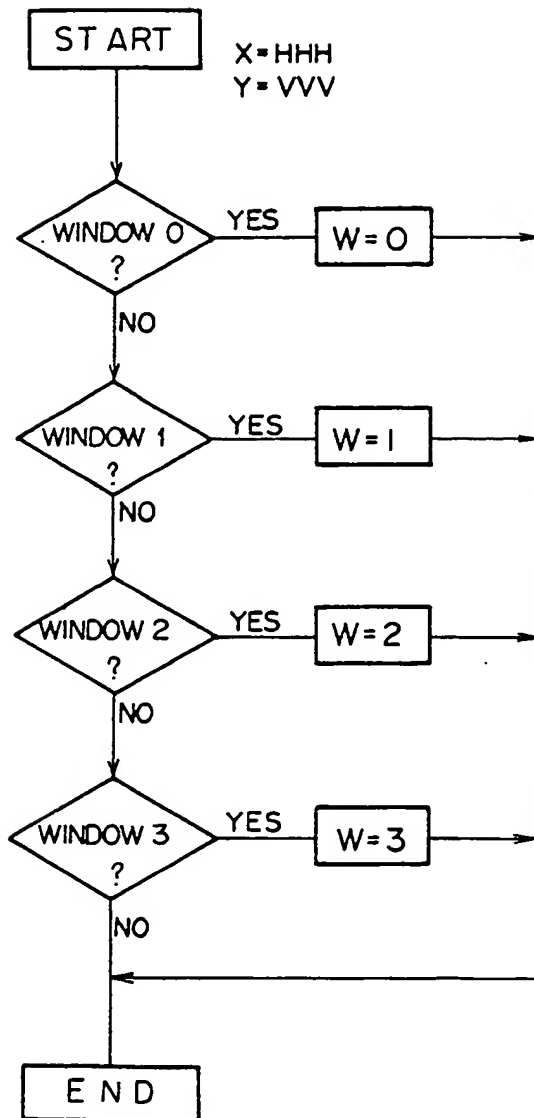 START
X=HHH
Y=VVV
WINDOW 0
?
YES
W=0
NO
WINDOW 1
?
YES
W=1
NO
WINDOW 2
?
YES
W=2
NO
WINDOW 3
?
YES
W=3
NO
END